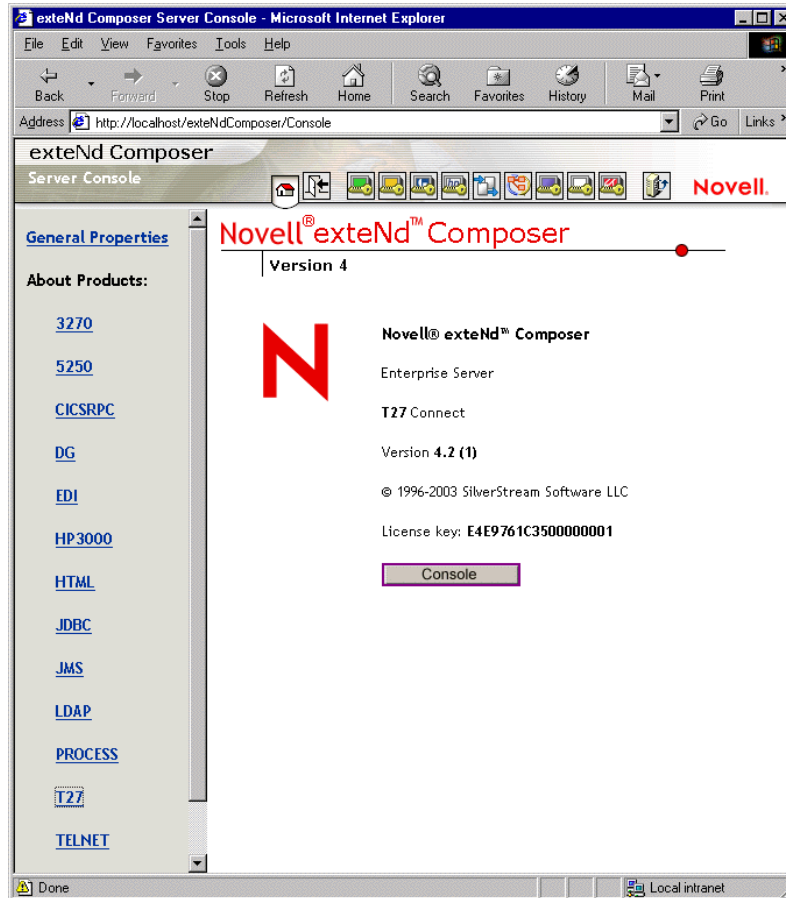 exteNd Composer Server Console - Microsoft Internet Explorer
File Edit View Favorites Tools Help
Back Forward Stop Refresh Home Search Favorites History Mail Print
Address http://localhost/exteNdComposer/Console Go Links
exteNd Composer
Server Console
Novell.
General Properties
About Products:
3270
5250
CICSRPC
DG
EDI
HP3000
HTML
JDBC
JMS
LDAP
PROCESS
T27
TELNET
Novell®exteNd™Composer
Version 4
N
Novell® exteNd™ Composer
Enterprise Server
T27 Connect
Version 4.2 (1)
© 1996-2003 SilverStream Software LLC
License key: E4E9761C3500000001
Console
Done
Local intranet